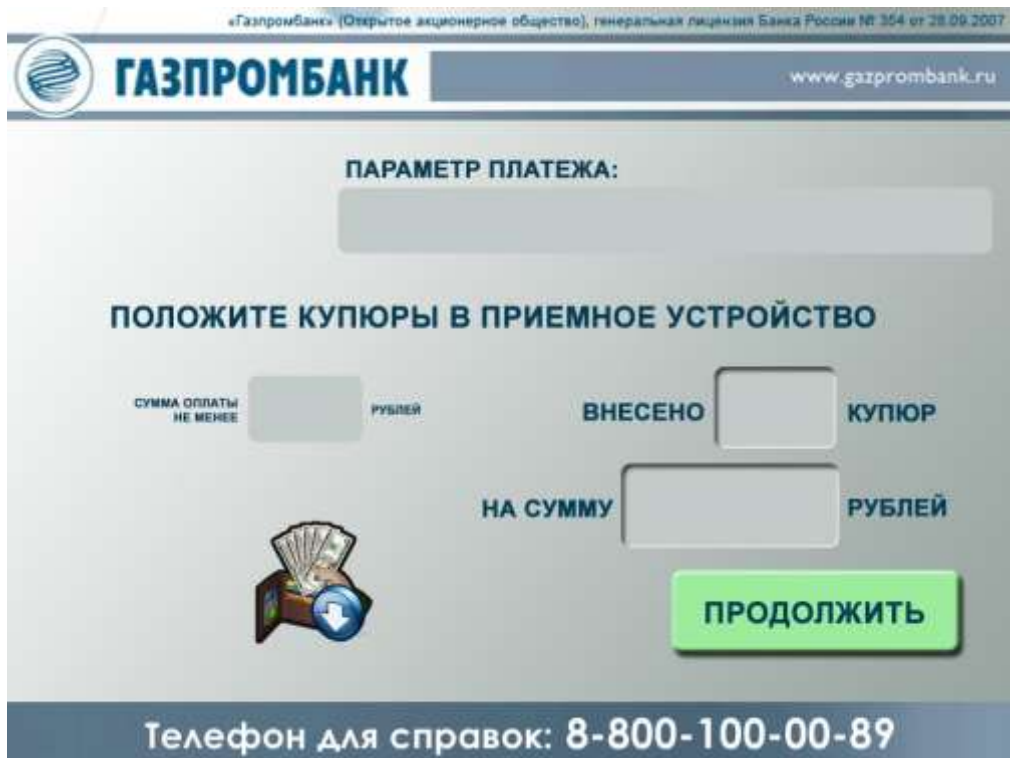 «Газпромбанк» (Открытое акционерное общество), генеральная лицензия Банка России № 354 от 28.09.2007
ГАЗПРОМБАНК
www.gazprombank.ru
ПАРАМЕТР ПЛАТЕЖА:
ПОЛОЖИТЕ КУПЮРЫ В ПРИЕМНОЕ УСТРОЙСТВО
СУММА ОПЛАТЫ
НЕ МЕНЕЕ
РУБЛЕЙ
ВНЕСЕНО
КУПЮР
НА СУММУ
РУБЛЕЙ
ПРОДОЛЖИТЬ
Телефон для справок: 8-800-100-00-89